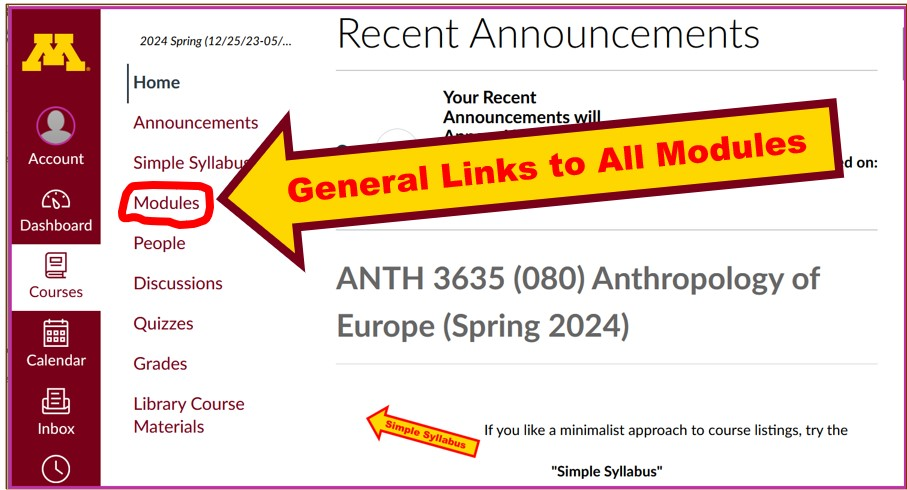 M
Account
Dashboard
Courses
Calendar
Inbox
2024 Spring (12/25/23-05/...
Home
Announcements
Simple Syllabus
Modules
People
Discussions
Quizzes
Grades
Library Course
Materials
Recent Announcements
Your Recent
Announcements will
ed on:
General Links to All Modules
ANTH 3635 (080) Anthropology of
Europe (Spring 2024)
Simple Syllabus
If you like a minimalist approach to course listings, try the
"Simple Syllabus"